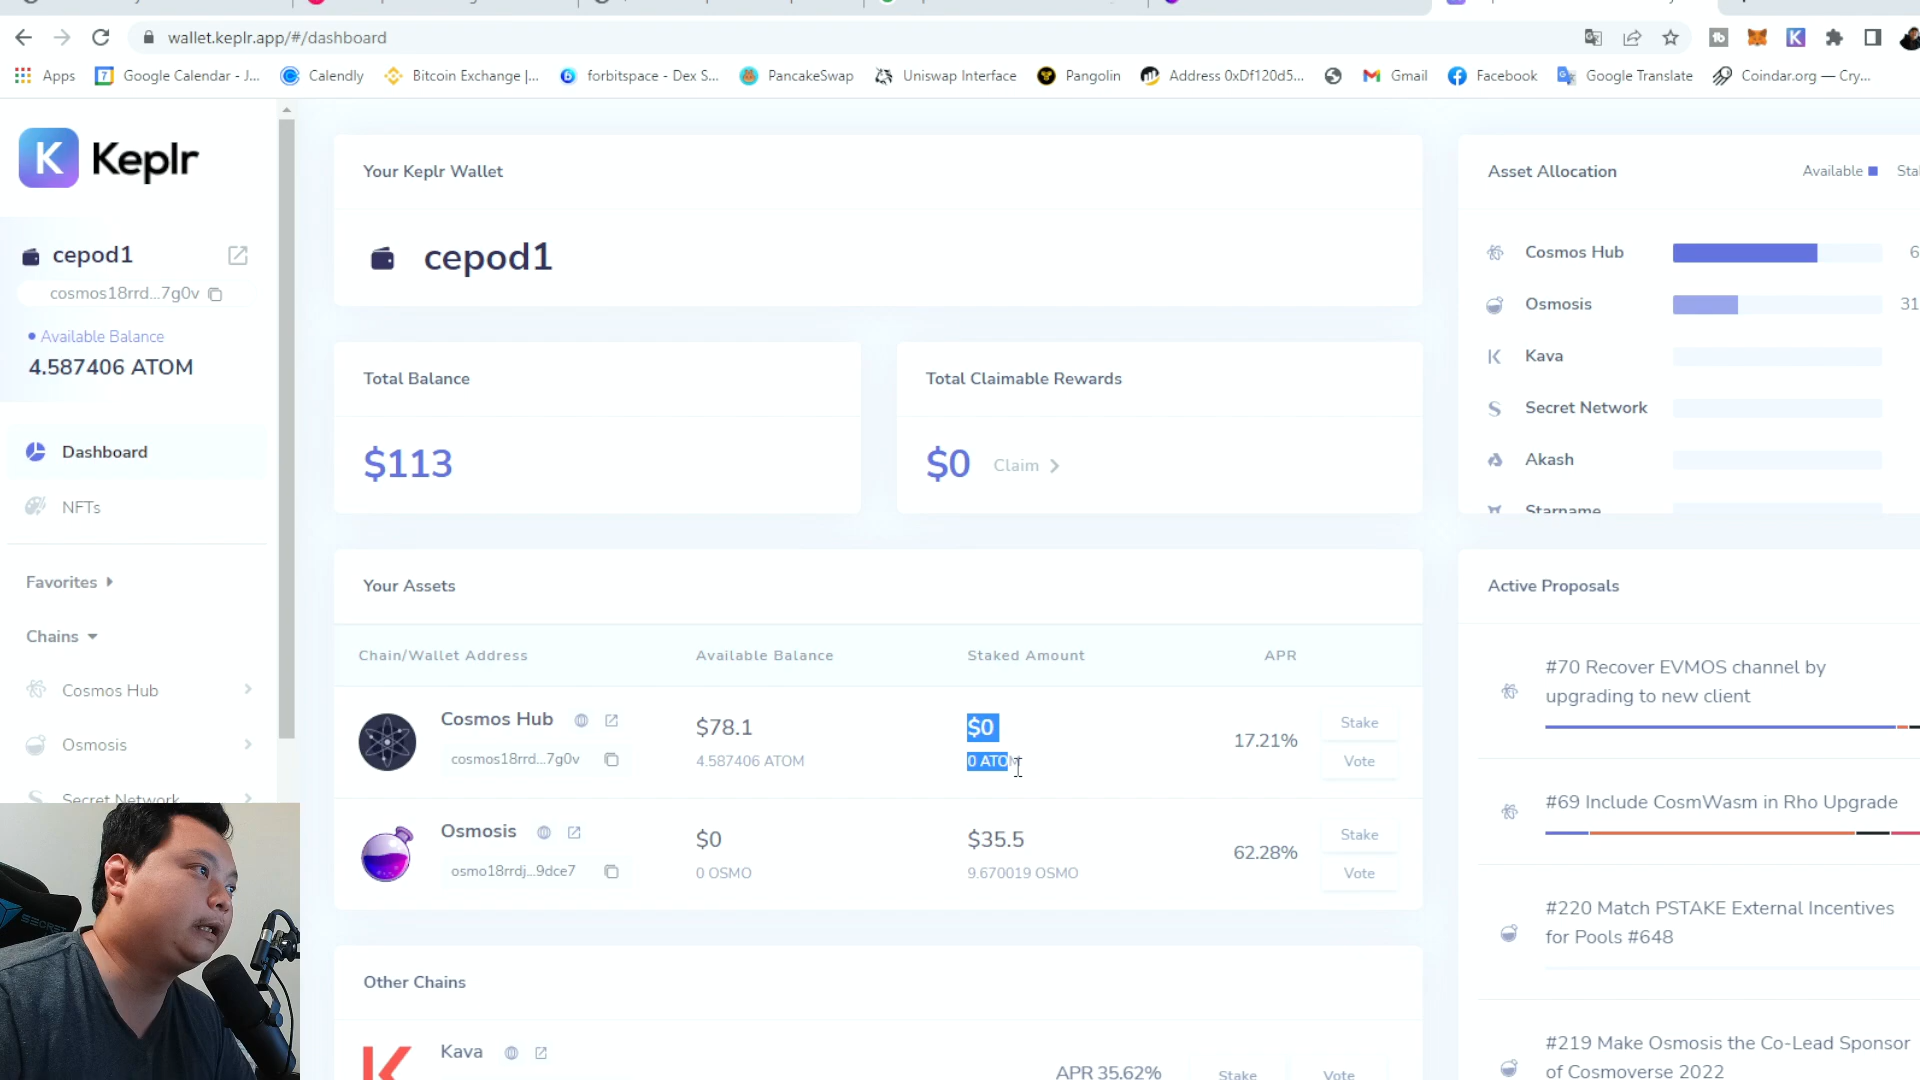 wallet.keplr.app/#/dashboard
Apps
7 Google Calendar - J...
Calendly
Bitcoin Exchange |...
forbitspace - Dex S...
PancakeSwap
Uniswap Interface
Pangolin
Address 0xDf120d5...
Gmail
Facebook
Google Translate
Coindar.org — Cry...
K Keplr
cepod1
cosmos18rrd...7g0v
Available Balance
4.587406 ATOM
Dashboard
NFTs
Favorites
Chains
Cosmos Hub
Osmosis
Secret Network
Your Keplr Wallet
cepod1
Total Balance
$113
Total Claimable Rewards
$0 Claim
Your Assets
Chain/Wallet Address Available Balance Staked Amount APR
Cosmos Hub
cosmos18rrd...7g0v
$78.1
4.587406 ATOM
$0
0 ATOM
17.21%
Stake
Vote
Osmosis
osmo18rrdj...9dce7
$0
0 OSMO
$35.5
9.670019 OSMO
62.28%
Stake
Vote
Other Chains
Kava
APR 35.62%
Stake
Vote
Asset Allocation
Available
Cosmos Hub
Osmosis
Kava
Secret Network
Akash
Starname
Active Proposals
#70 Recover EVMOS channel by
upgrading to new client
#69 Include CosmWasm in Rho Upgrade
#220 Match PSTAKE External Incentives
for Pools #648
#219 Make Osmosis the Co-Lead Sponsor
of Cosmoverse 2022